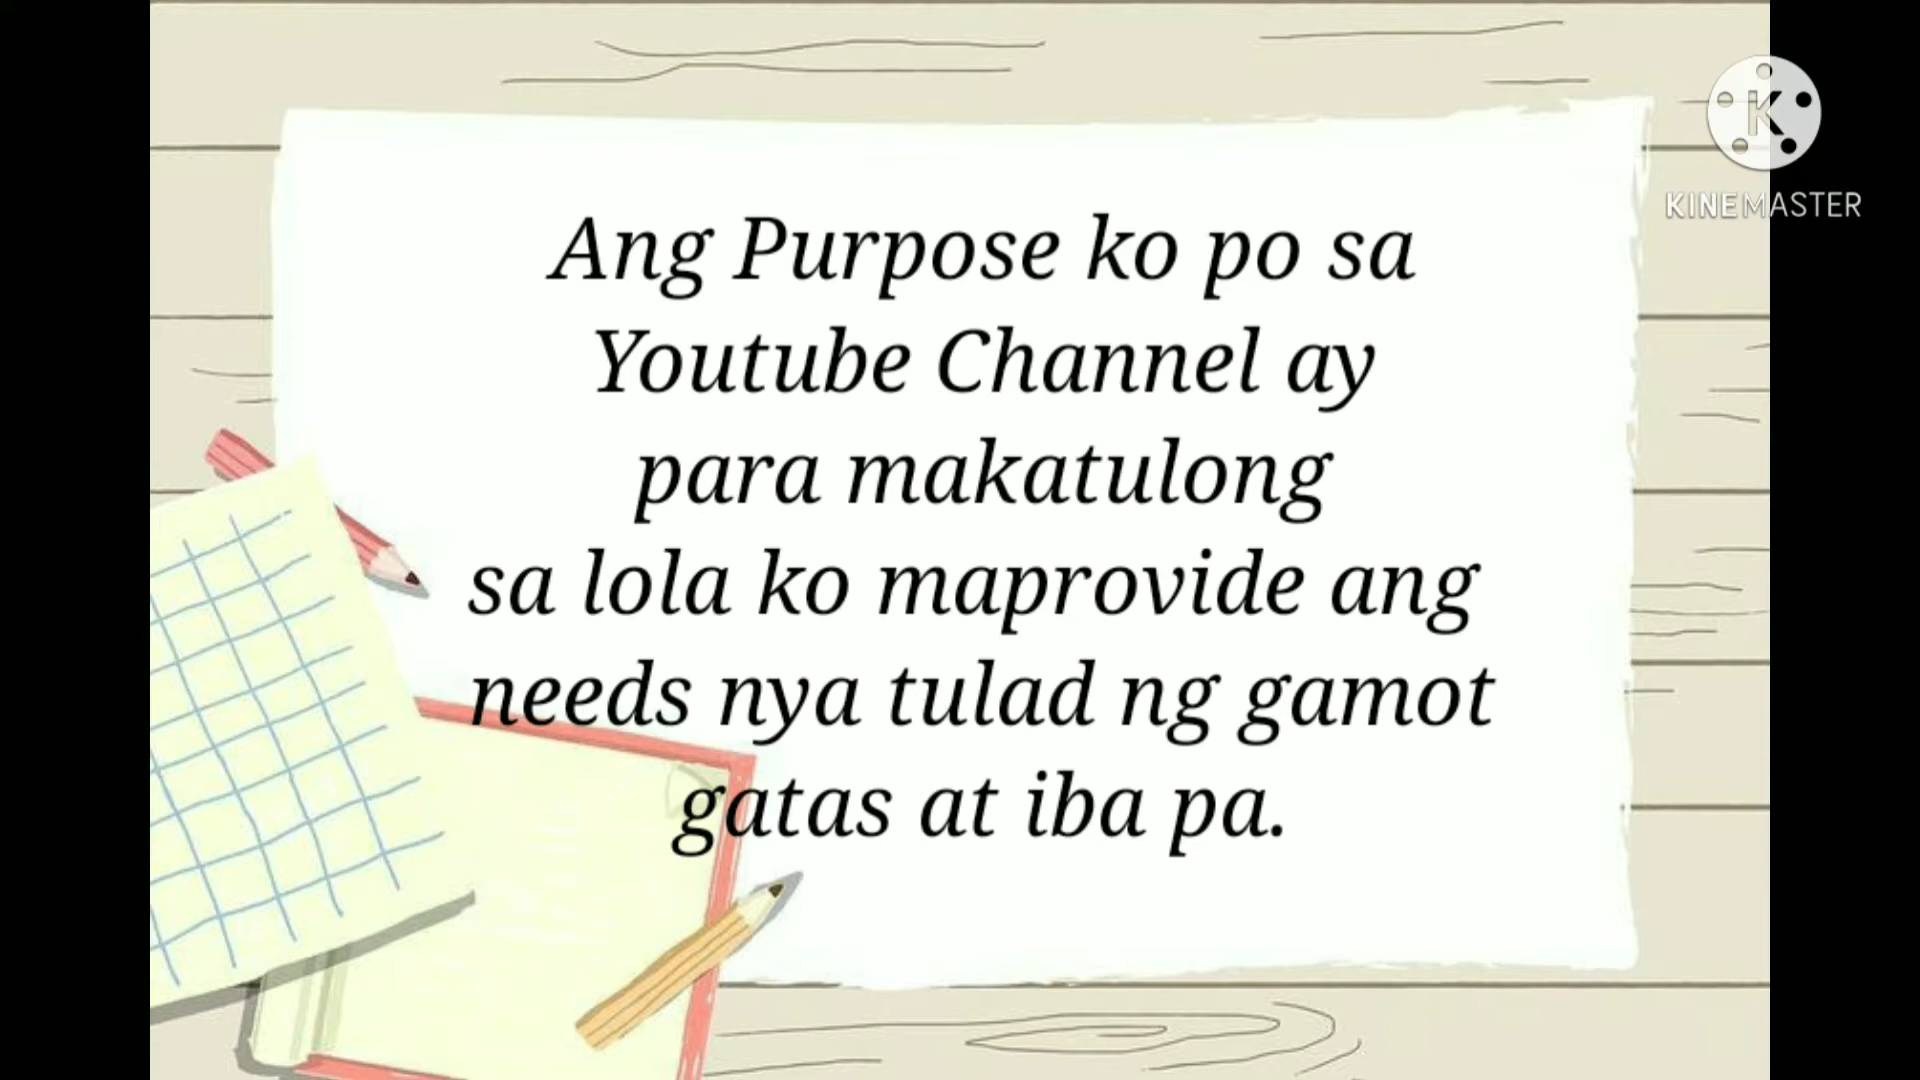 KINEMASTER
Ang Purpose ko po sa
Youtube Channel ay
para makatulong
sa lola ko maprovide ang
needs nya tulad ng gamot
gatas at iba pa.